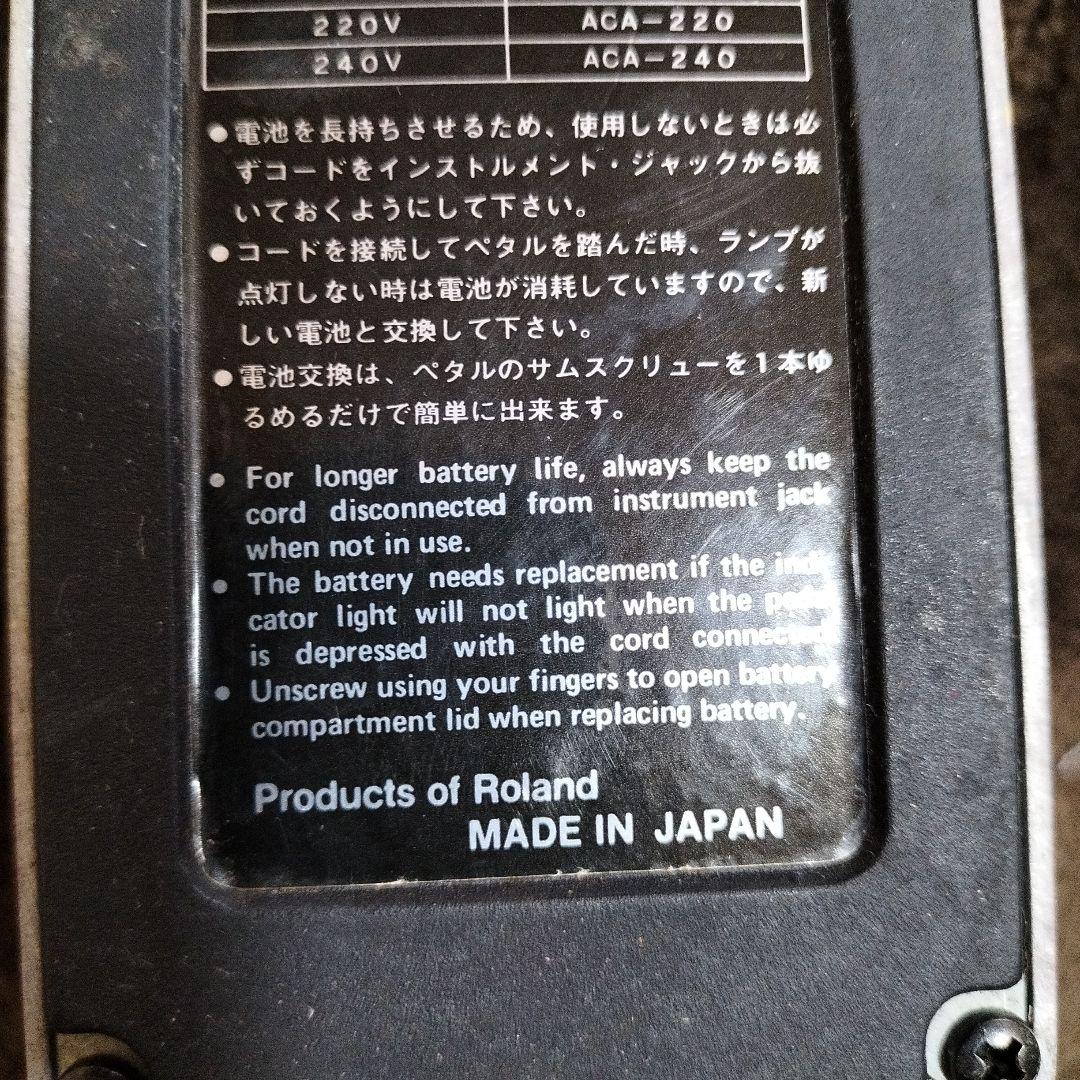 220V ACA-220
240V ACA-240
●電池を長持ちさせるため、使用しないときは必
ずコードをインストルメント・ジャックから抜
いておくようにして下さい。
●コードを接続してペタルを踏んだ時、ランプが
点灯しない時は電池が消耗していますので、新
しい電池と交換して下さい。
●電池交換は、ペタルのサムスクリューを1本ゆ
るめるだけで簡単に出来ます。
● For longer battery life, always keep the
cord disconnected from instrument jack
when not in use.
● The battery needs replacement if the indi
cator light will not light when the pedal
is depressed with the cord connected
● Unscrew using your fingers to open battery
compartment lid when replacing battery.
Products of Roland
MADE IN JAPAN